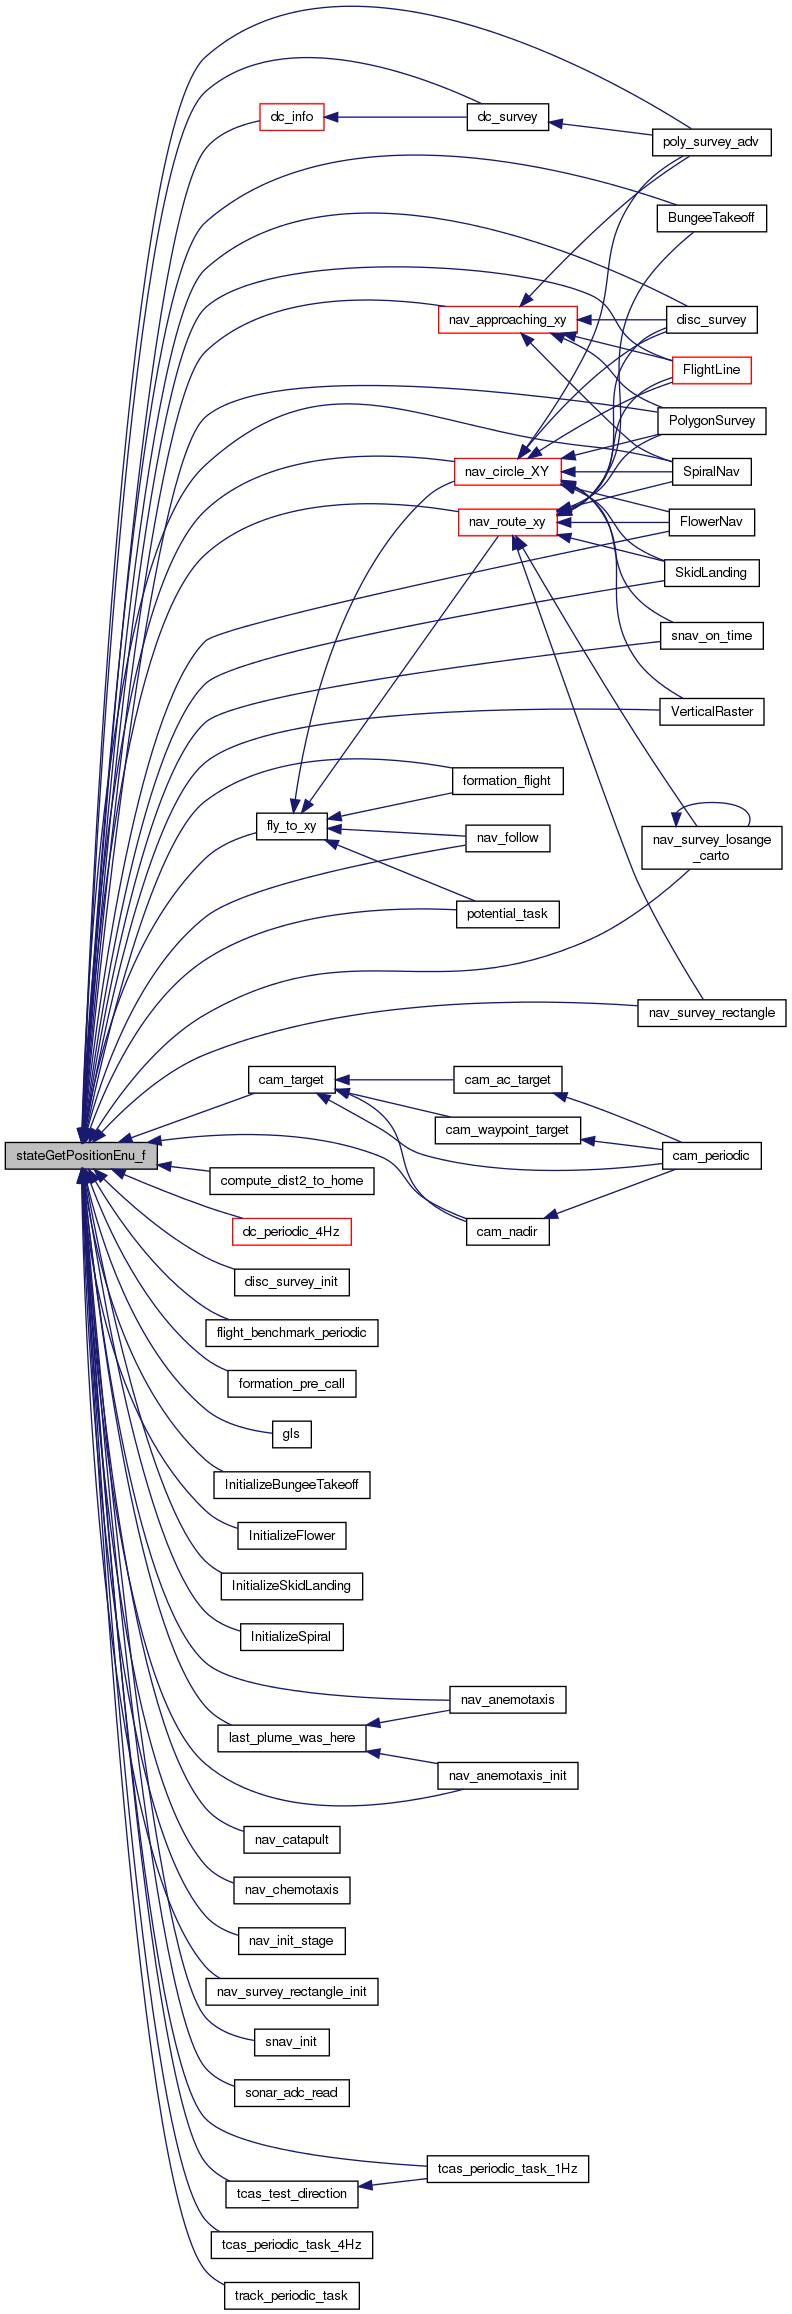 dc_info
dc_survey
poly_survey_adv
BungeeTakeoff
nav_approaching_xy
disc_survey
FlightLine
PolygonSurvey
nav_circle_XY
SpiralNav
nav_route_xy
FlowerNav
SkidLanding
snav_on_time
VerticalRaster
formation_flight
fly_to_xy
nav_follow
nav_survey_losange
_carto
potential_task
nav_survey_rectangle
cam_target
cam_ac_target
cam_waypoint_target
stateGetPositionEnu_f
cam_periodic
compute_dist2_to_home
dc_periodic_4Hz
cam_nadir
disc_survey_init
flight_benchmark_periodic
formation_pre_call
gls
InitializeBungeeTakeoff
InitializeFlower
InitializeSkidLanding
InitializeSpiral
nav_anemotaxis
last_plume_was_here
nav_anemotaxis_init
nav_catapult
nav_chemotaxis
nav_init_stage
nav_survey_rectangle_init
snav_init
sonar_adc_read
tcas_periodic_task_1Hz
tcas_test_direction
tcas_periodic_task_4Hz
track_periodic_task